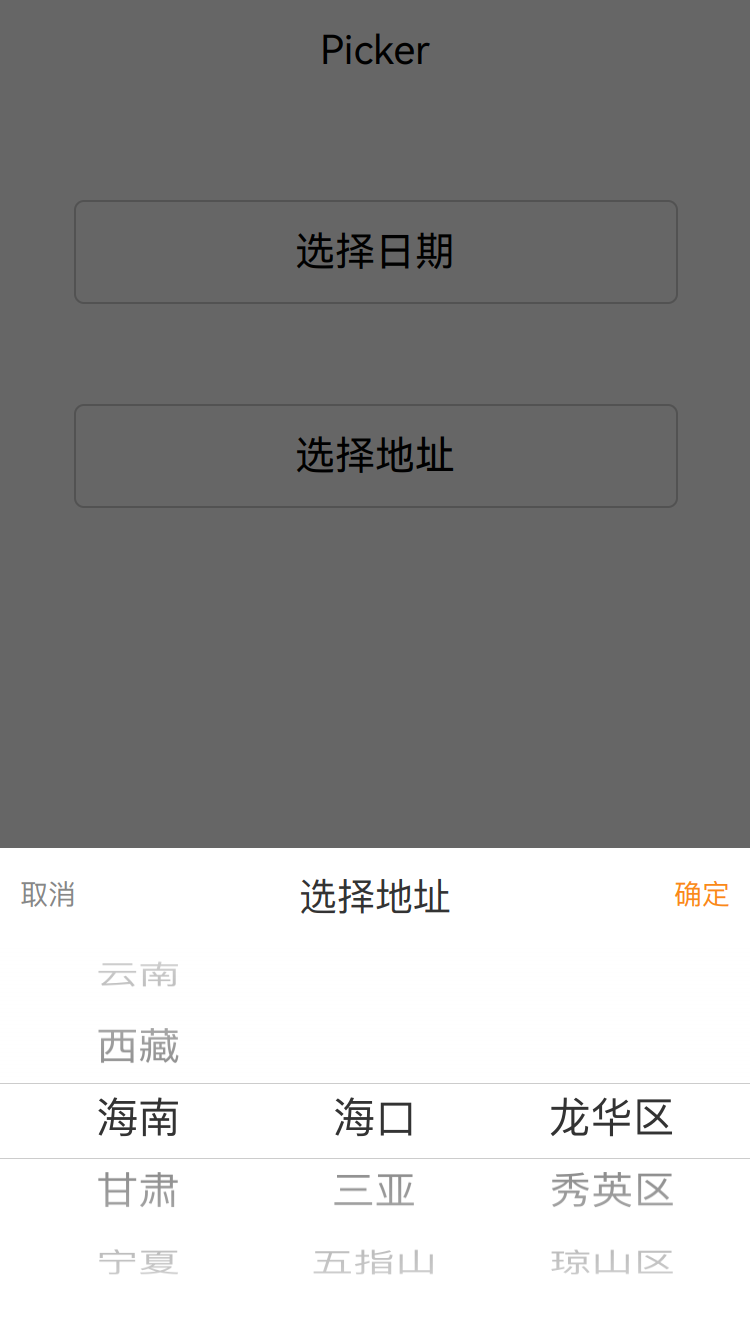 Picker
选择日期
选择地址
取消 选择地址 确定
云南
西藏
海南 海口 龙华区
甘肃 三亚 秀英区
宁夏 五指山 琼山区